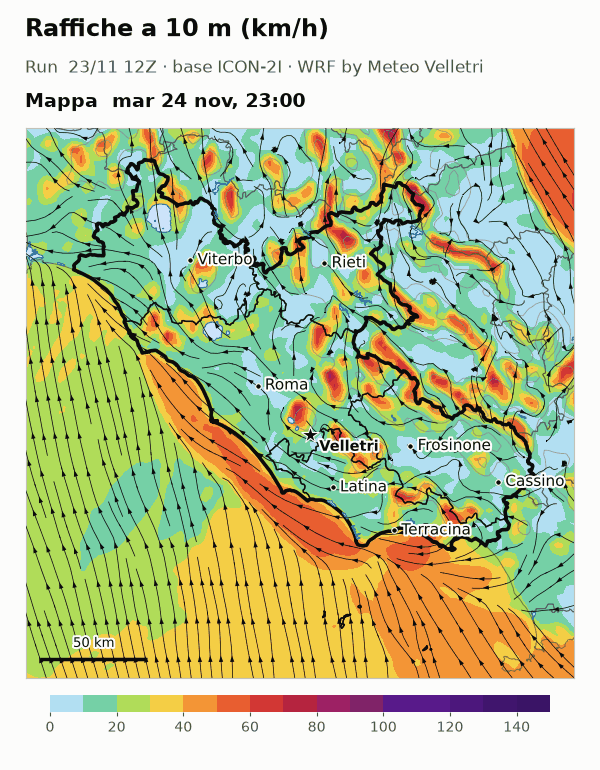 Raffiche a 10 m (km/h)
Run 23/11 12Z · base ICON-2I · WRF by Meteo Velletri
Mappa mar 24 nov, 23:00
Viterbo
Rieti
Roma
Velletri
Frosinone
Cassino
Latina
Terracina
50 km
0 20 40 60 80 100 120 140